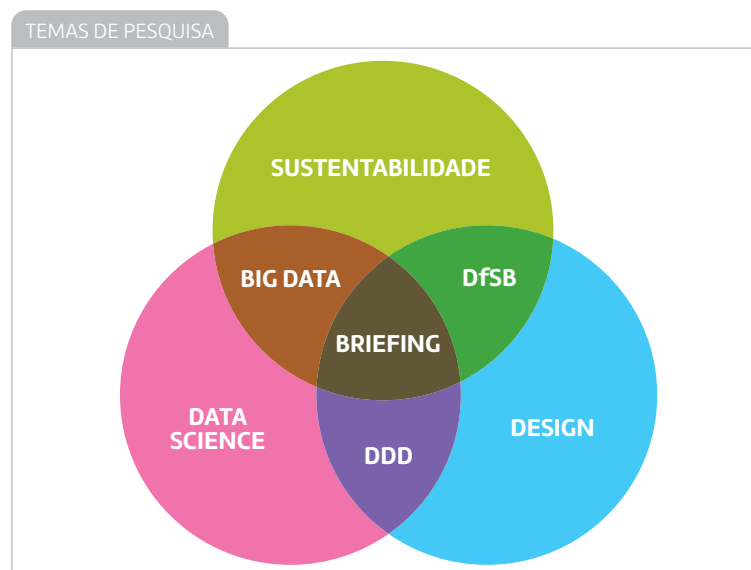 TEMAS DE PESQUISA
SUSTENTABILIDADE
BIG DATA
DfSB
BRIEFING
DATA
SCIENCE
DESIGN
DDD